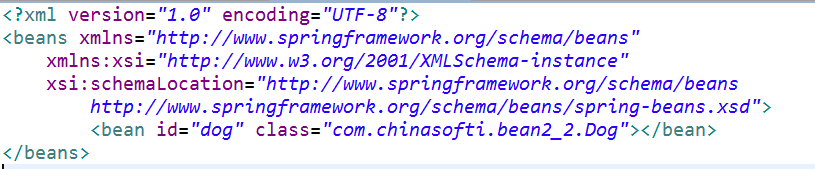 <?xml version="1.0" encoding="UTF-8"?>
<beans xmlns="http://www.springframework.org/schema/beans"
    xmlns:xsi="http://www.w3.org/2001/XMLSchema-instance"
    xsi:schemaLocation="http://www.springframework.org/schema/beans
        http://www.springframework.org/schema/beans/spring-beans.xsd">
        <bean id="dog" class="com.chinasofti.bean2_2.Dog"></bean>
</beans>